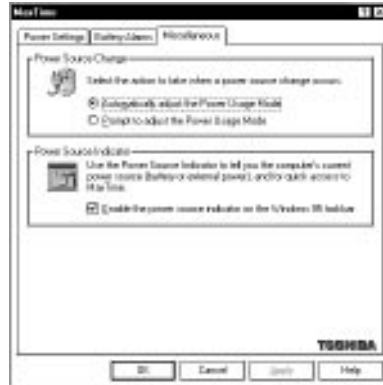 MaxTime
Power Settings Battery Alarms Miscellaneous
Power Source Change
Select the action to take when a power source change occurs:
Automatically adjust the Power Usage Mode
Prompt to adjust the Power Usage Mode
Power Source Indicator
Use the Power Source Indicator to tell you the computer's current
power source (battery or external power), and for quick access to
MaxTime.
Enable the power source indicator on the Windows 95 taskbar
TOSHIBA
OK Cancel Apply Help